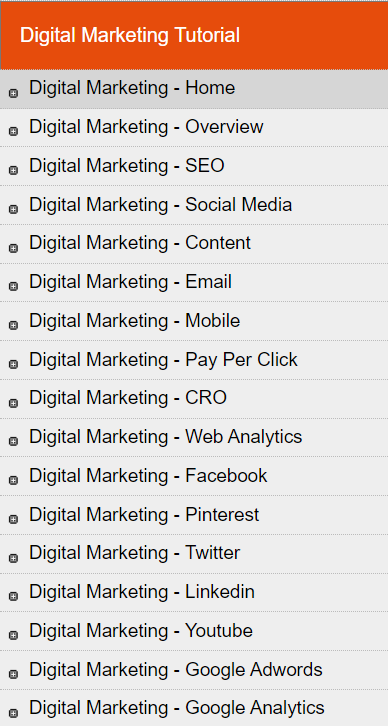 Digital Marketing Tutorial
Digital Marketing - Home
Digital Marketing - Overview
Digital Marketing - SEO
Digital Marketing - Social Media
Digital Marketing - Content
Digital Marketing - Email
Digital Marketing - Mobile
Digital Marketing - Pay Per Click
Digital Marketing - CRO
Digital Marketing - Web Analytics
Digital Marketing - Facebook
Digital Marketing - Pinterest
Digital Marketing - Twitter
Digital Marketing - Linkedin
Digital Marketing - Youtube
Digital Marketing - Google Adwords
Digital Marketing - Google Analytics